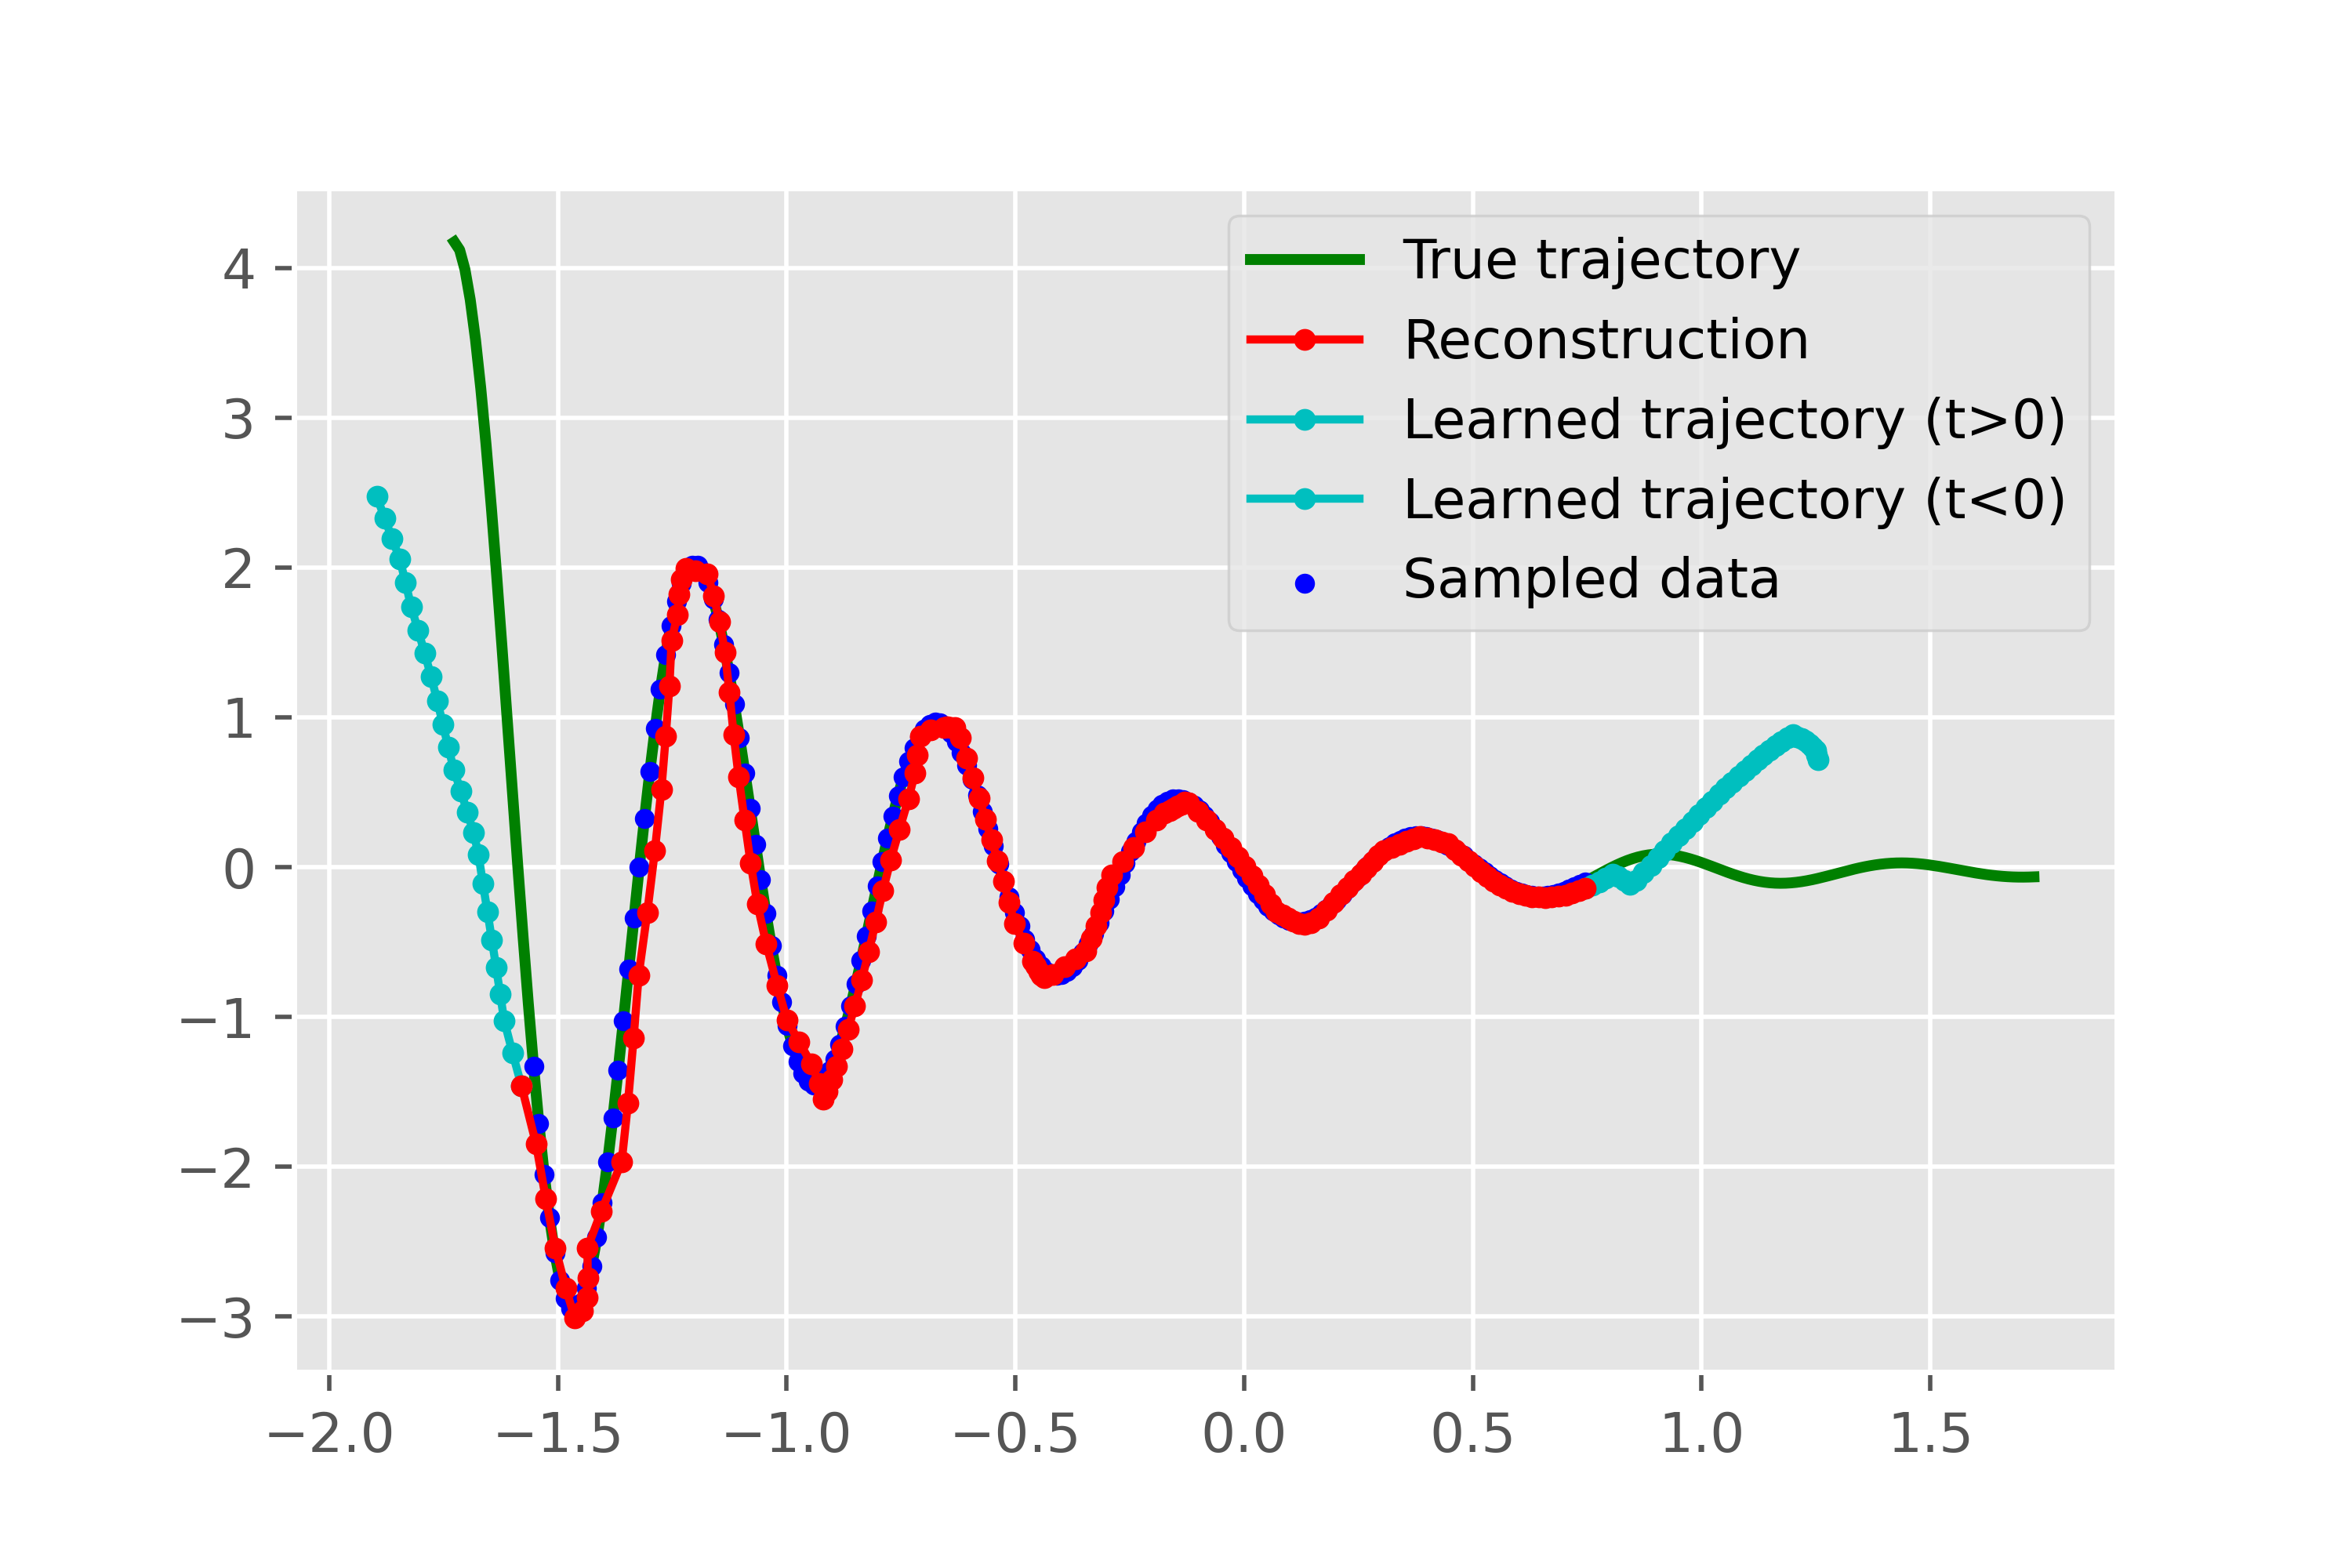 True trajectory
Reconstruction
Learned trajectory (t>0)
Learned trajectory (t<0)
Sampled data
4
3
2
1
0
−1
−2
−3
−2.0 −1.5 −1.0 −0.5 0.0 0.5 1.0 1.5